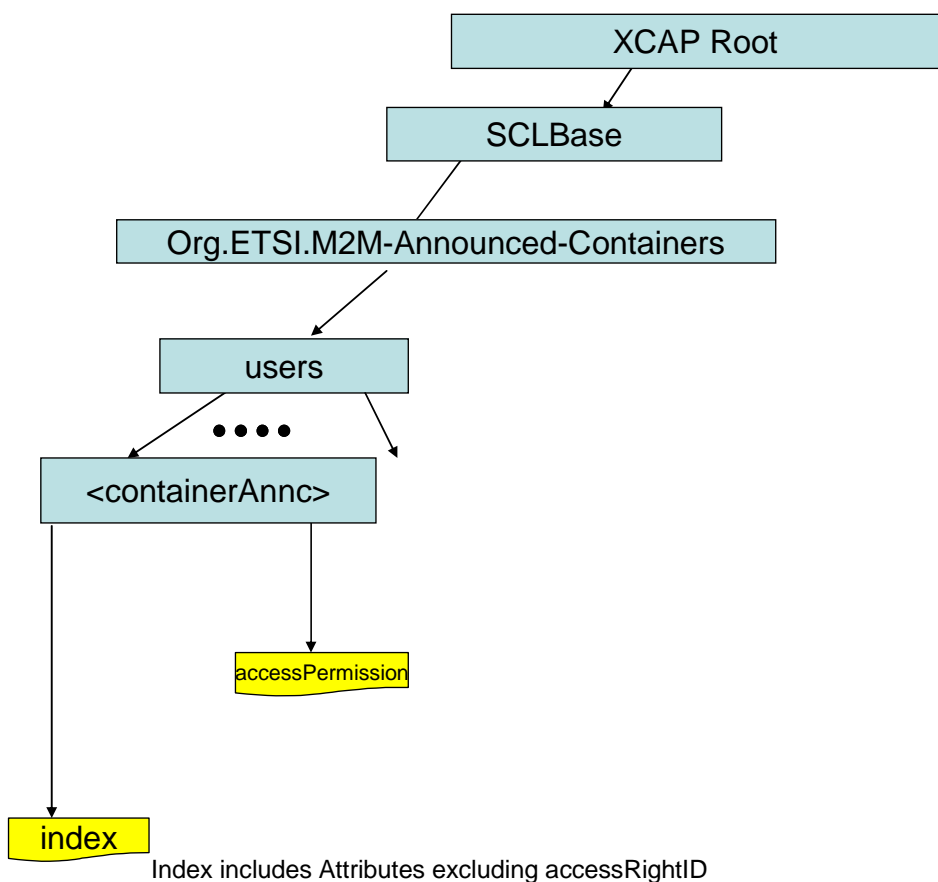 XCAP Root
SCLBase
Org.ETSI.M2M-Announced-Containers
users
<containerAnnc>
accessPermission
index
Index includes Attributes excluding accessRightID